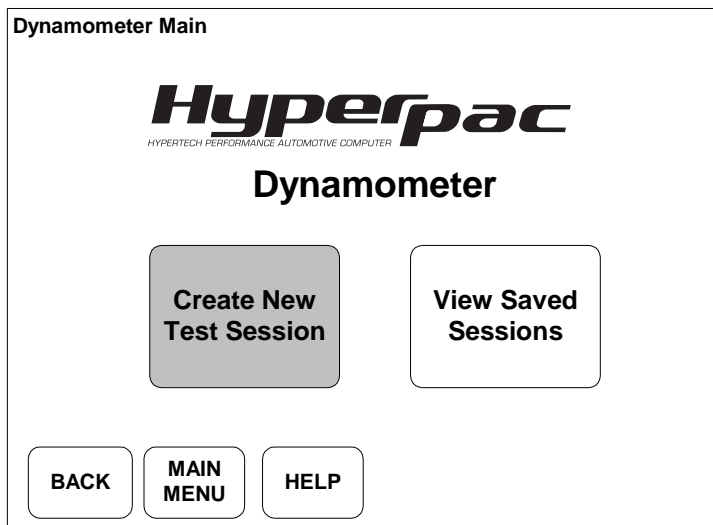 Dynamometer Main
Hyperpac
HYPERTECH PERFORMANCE AUTOMOTIVE COMPUTER
Dynamometer
Create New
Test Session
View Saved
Sessions
BACK
MAIN
MENU
HELP